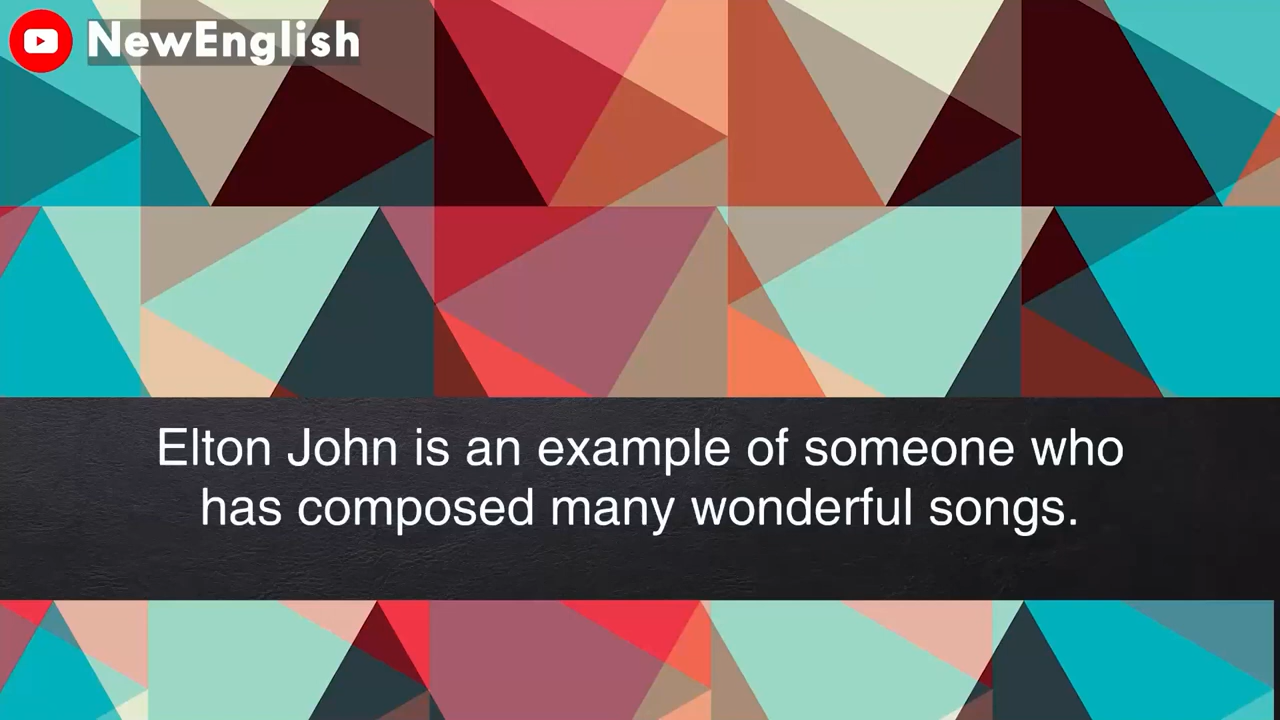 NewEnglish
Elton John is an example of someone who
has composed many wonderful songs.